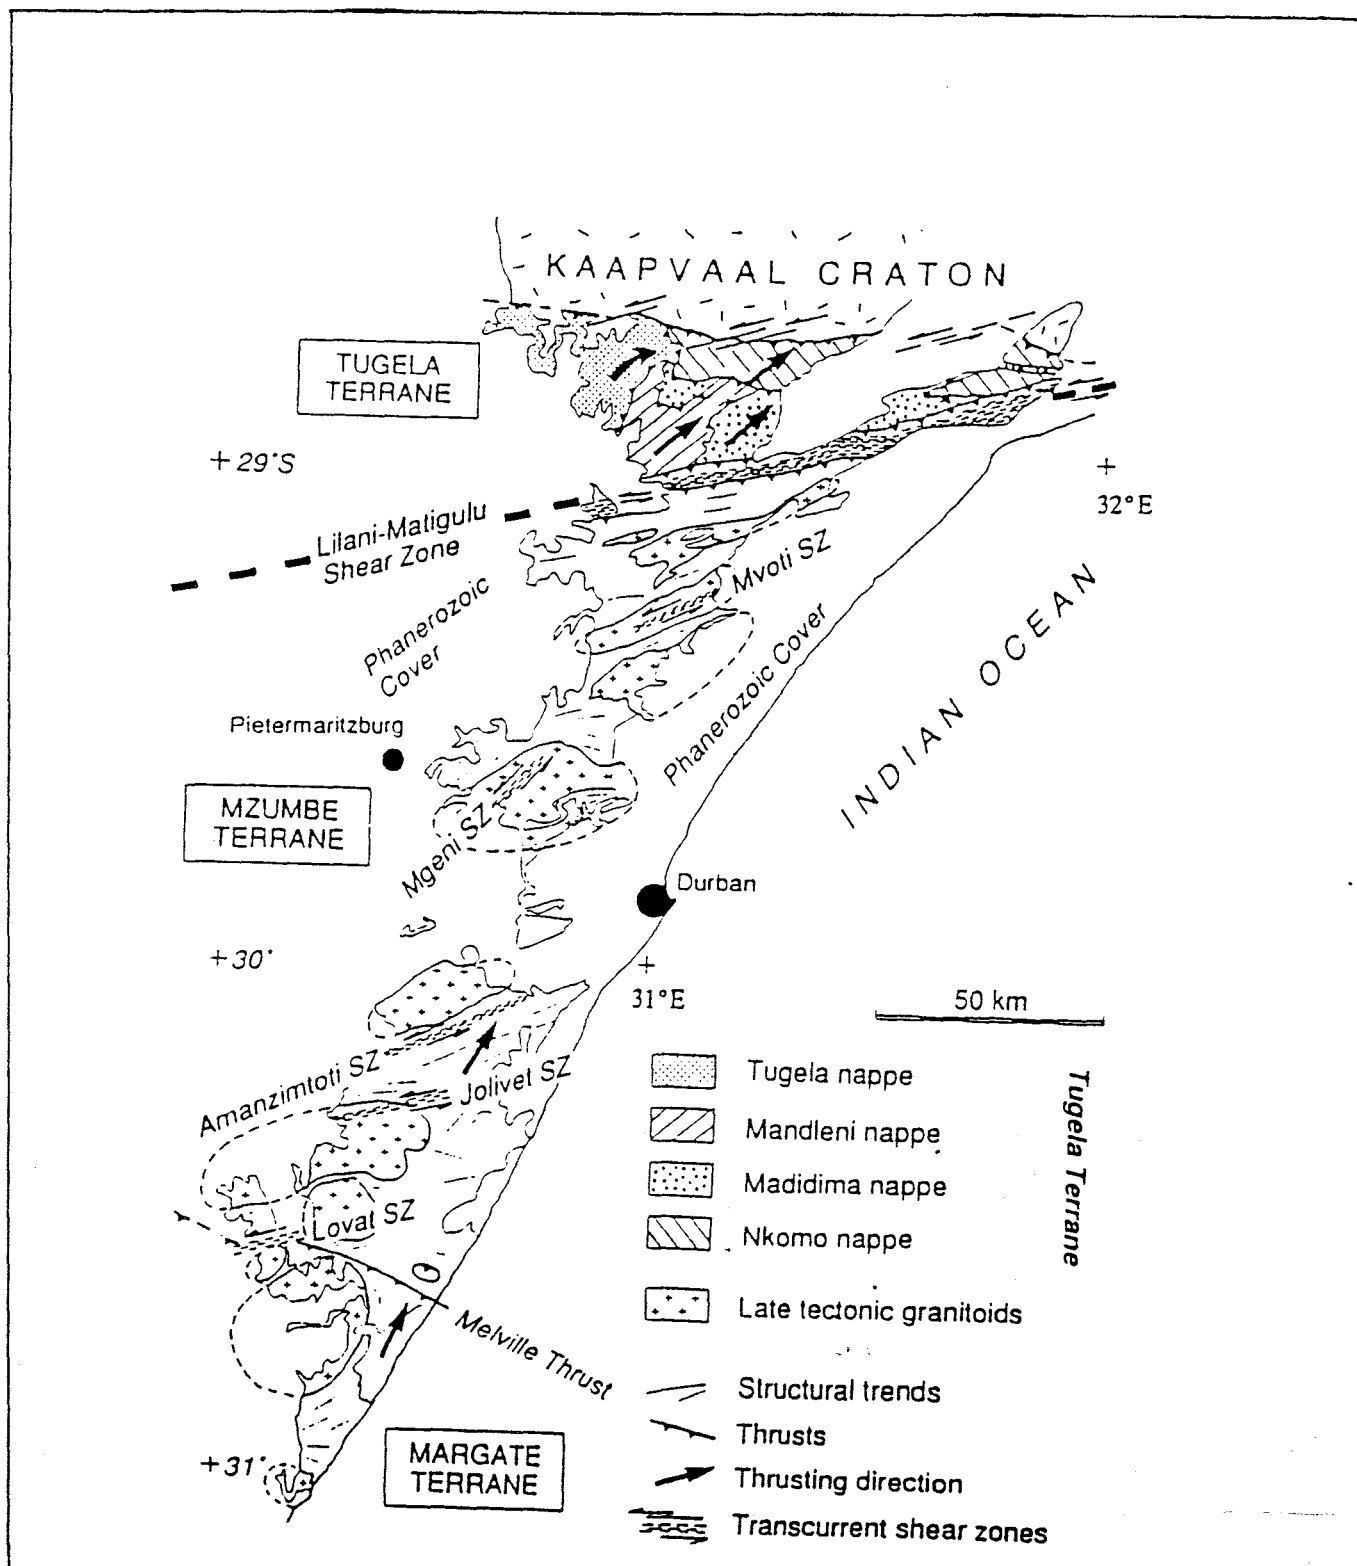 KAAPVAAL CRATON
TUGELA
TERRANE
+29°S
+
32°E
Lilani-Matigulu
Shear Zone
Mvoti SZ
Phanerozoic
Cover
Phanerozoic Cover
INDIAN OCEAN
Pietermaritzburg
MZUMBE
TERRANE
Mgeni SZ
Durban
+30°
+
31°E
50 km
Amanzimtoti SZ
Jolivet SZ
Lovat SZ
Melville Thrust
MARGATE
TERRANE
+31°
Tugela nappe
Mandleni nappe
Madidima nappe
Nkomo nappe
Tugela Terrane
Late tectonic granitoids
Structural trends
Thrusts
Thrusting direction
Transcurrent shear zones